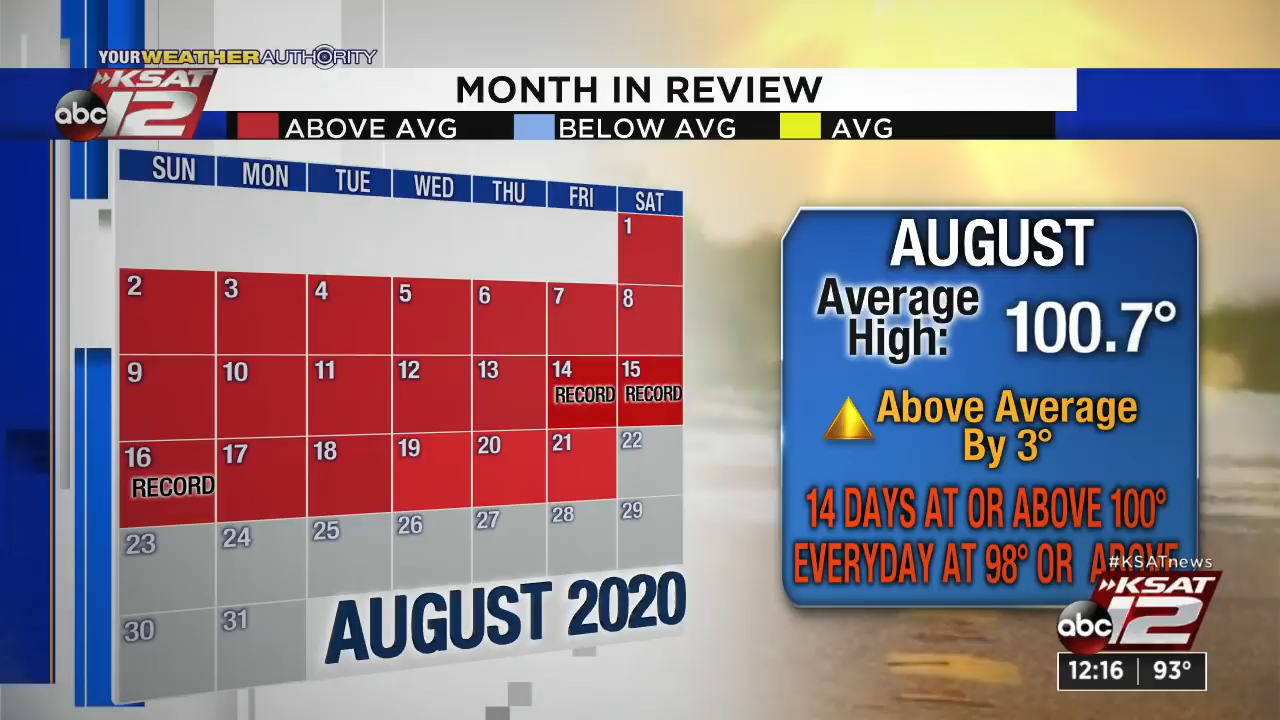 YOURWEATHERAUTHORITY
KSAT
abc 12
MONTH IN REVIEW
ABOVE AVG BELOW AVG AVG
SUN MON TUE WED THU FRI SAT
1
2 3 4 5 6 7 8
9 10 11 12 13 14 15
RECORD RECORD
16 17 18 19 20 21 22
RECORD
23 24 25 26 27 28 29
30 31
AUGUST 2020
AUGUST
Average
High: 100.7°
Above Average
By 3°
14 DAYS AT OR ABOVE 100°
EVERYDAY AT 98° OR ABOVE
#KSATnews
KSAT
abc 12
12:16 93°